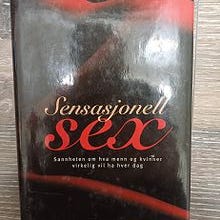 Sensasjonell
sex
Sannheten om hva menn og kvinner
virkelig vil ha hver dag